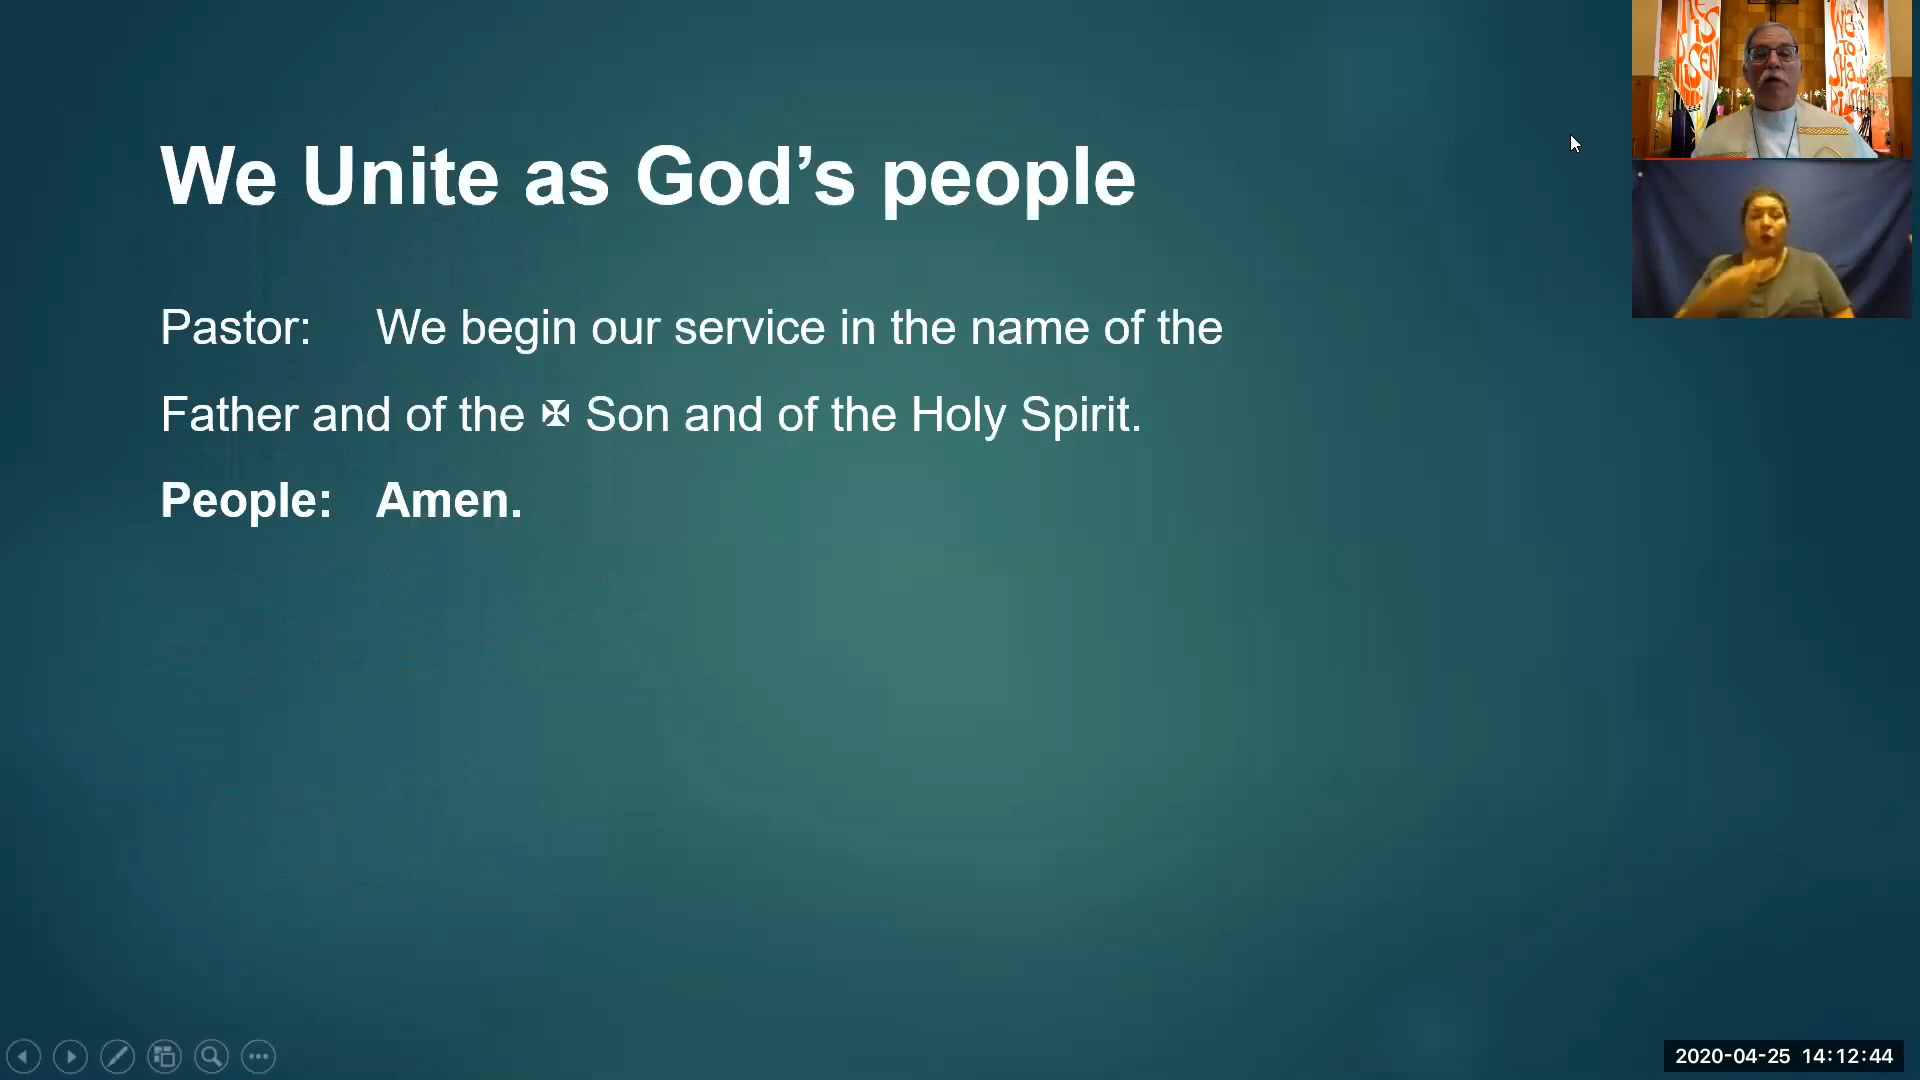 We Unite as God’s people
Pastor: We begin our service in the name of the
Father and of the ✠ Son and of the Holy Spirit.
People: Amen.
2020-04-25 14:12:44